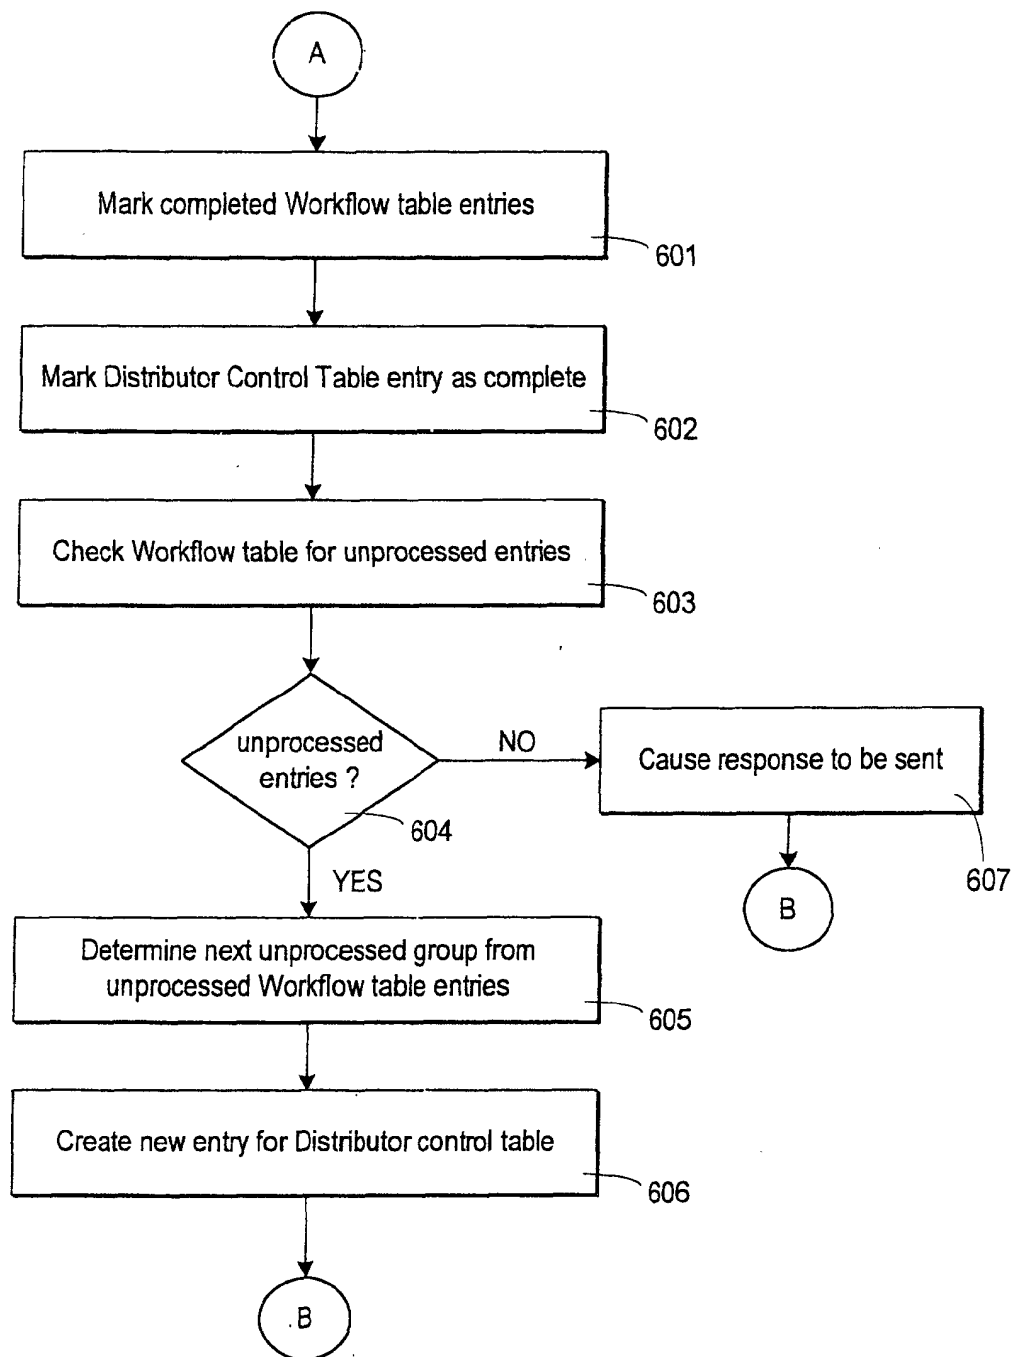 A
Mark completed Workflow table entries
601
Mark Distributor Control Table entry as complete
602
Check Workflow table for unprocessed entries
603
unprocessed
entries ?
604
NO
Cause response to be sent
607
B
YES
Determine next unprocessed group from
unprocessed Workflow table entries
605
Create new entry for Distributor control table
606
B